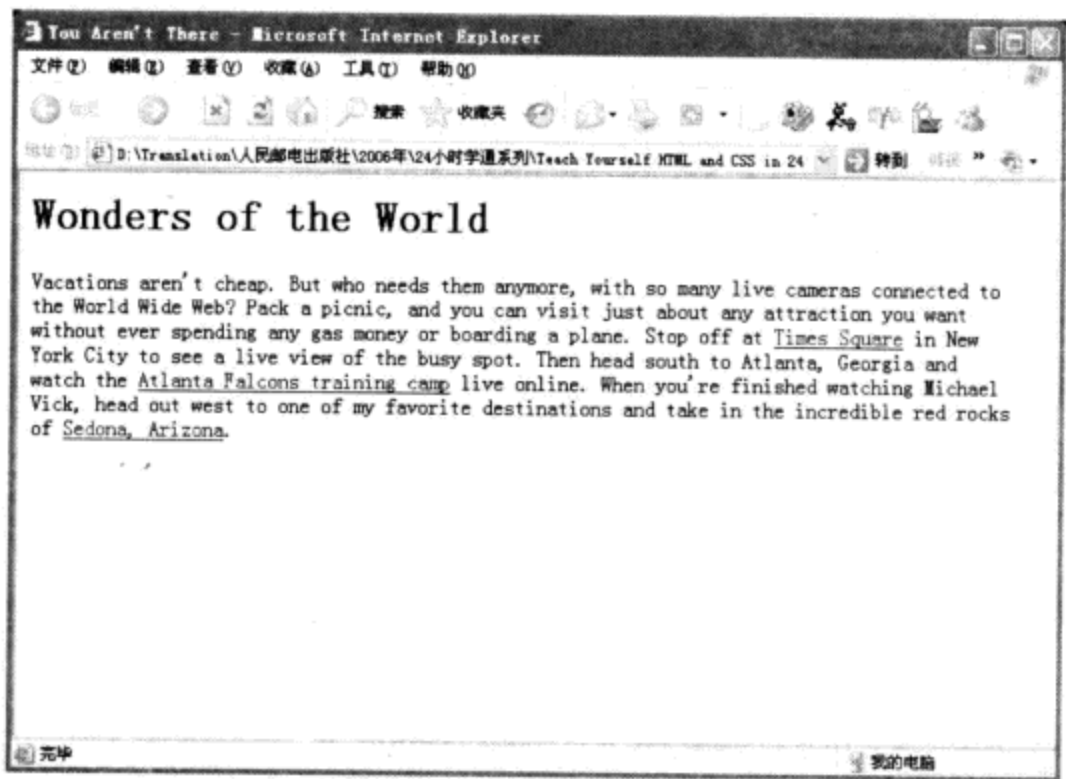 You Aren't There - Microsoft Internet Explorer
文件(F) 编辑(E) 查看(V) 收藏(A) 工具(T) 帮助(H)
搜索 收藏夹
地址(D) D:\Translation\人民邮电出版社\2006年\24小时学通系列\Teach Yourself HTML and CSS in 24 转到 链接 »
Wonders of the World
Vacations aren't cheap. But who needs them anymore, with so many live cameras connected to
the World Wide Web? Pack a picnic, and you can visit just about any attraction you want
without ever spending any gas money or boarding a plane. Stop off at Times Square in New
York City to see a live view of the busy spot. Then head south to Atlanta, Georgia and
watch the Atlanta Falcons training camp live online. When you're finished watching Michael
Vick, head out west to one of my favorite destinations and take in the incredible red rocks
of Sedona, Arizona.
完毕 我的电脑